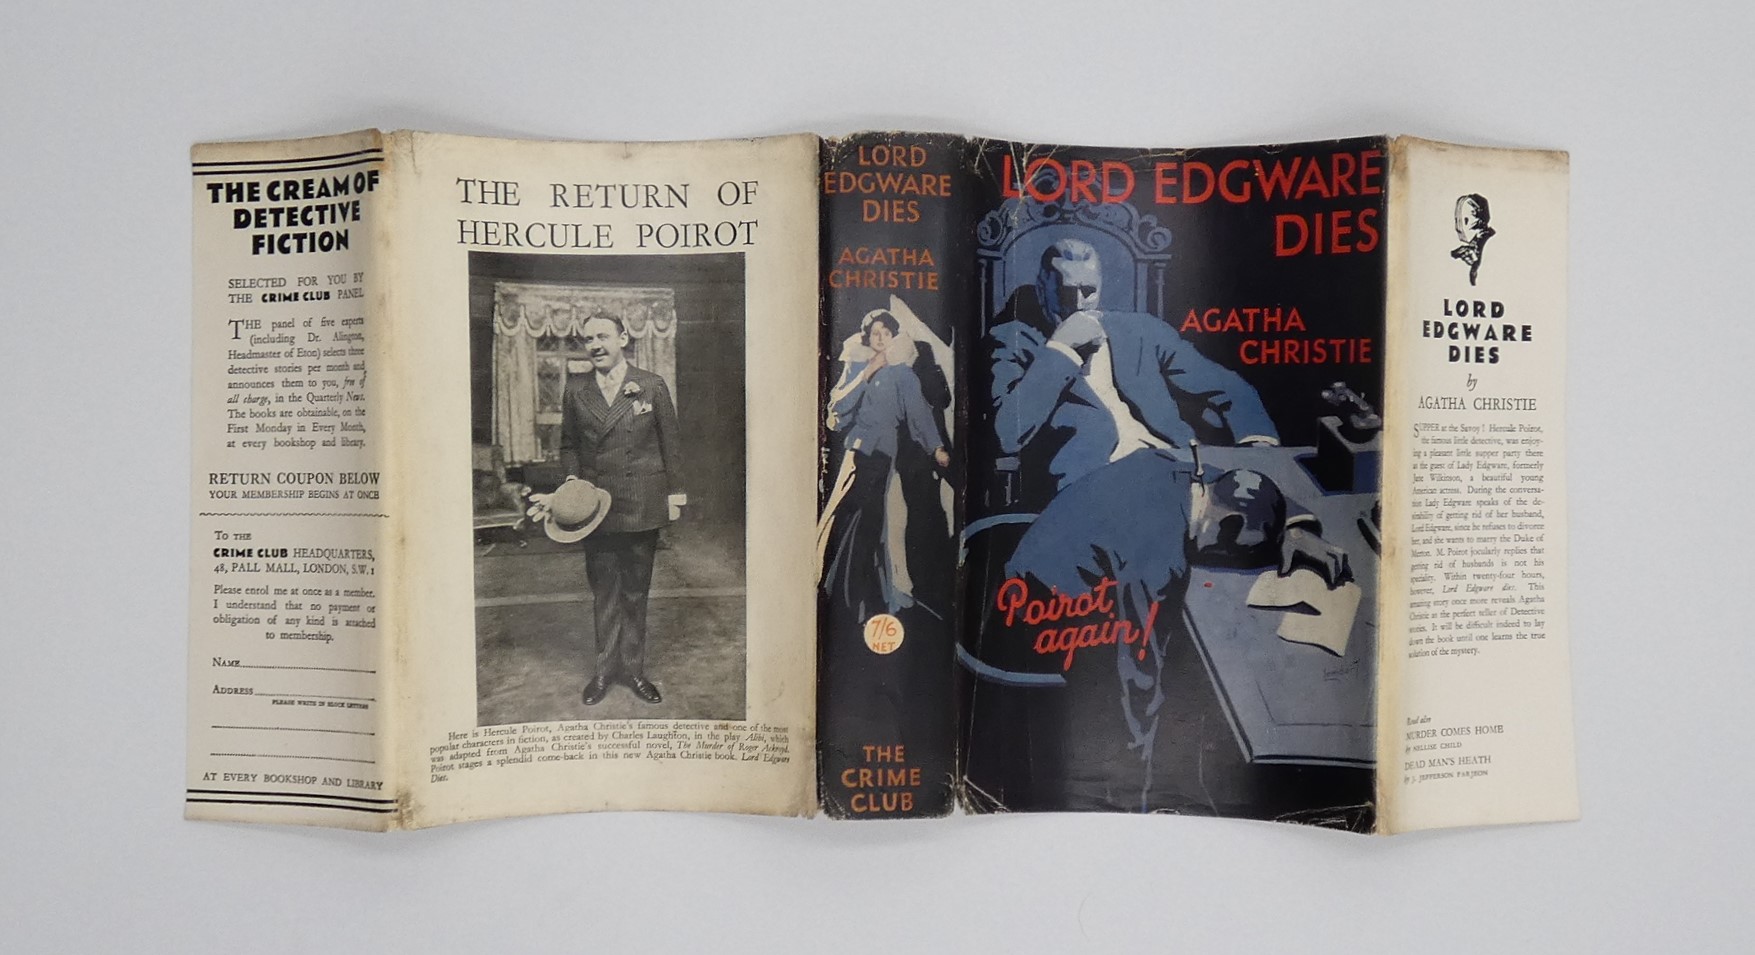 THE CREAM OF
DETECTIVE
FICTION
SELECTED FOR YOU BY
THE CRIME CLUB PANEL
THE panel of five experts
(including Dr. Alington,
Headmaster of Eton) selects three
detective stories per month and
announces them to you, free of
all charge, in the Quarterly News.
The books are obtainable, on the
First Monday in Every Month,
at every bookshop and library.
RETURN COUPON BELOW
YOUR MEMBERSHIP BEGINS AT ONCE
TO THE
CRIME CLUB HEADQUARTERS,
48, PALL MALL, LONDON, S.W.1
Please enrol me at once as a member.
I understand that no payment or
obligation of any kind is attached
to membership.
NAME
ADDRESS
PLEASE WRITE IN BLOCK LETTERS
AT EVERY BOOKSHOP AND LIBRARY
THE RETURN OF
HERCULE POIROT
Here is Hercule Poirot, Agatha Christie's famous detective and one of the most
popular characters in fiction, as created by Charles Laughton, in the play Alibi, which
was adapted from Agatha Christie's successful novel, The Murder of Roger Ackroyd.
Poirot stages a splendid come-back in this new Agatha Christie book, Lord Edgware
Dies.
LORD
EDGWARE
DIES
AGATHA
CHRISTIE
7/6
NET
THE
CRIME
CLUB
LORD EDGWARE
DIES
AGATHA
CHRISTIE
Poirot
again!
LORD
EDGWARE
DIES
by
AGATHA CHRISTIE
SUPPER at the Savoy! Hercule Poirot,
the famous little detective, was enjoy-
ing a pleasant little supper party there
as the guest of Lady Edgware, formerly
Jane Wilkinson, a beautiful young
American actress. During the conversa-
tion Lady Edgware speaks of the de-
sirability of getting rid of her husband,
Lord Edgware, since he refuses to divorce
her, and she wants to marry the Duke of
Merton. M. Poirot jocularly replies that
getting rid of husbands is not his
speciality. Within twenty-four hours,
however, Lord Edgware dies. This
amazing story once more reveals Agatha
Christie as the perfect teller of Detective
stories. It will be difficult indeed to lay
down the book until one learns the true
solution of the mystery.
Read also
MURDER COMES HOME
by NELLISE CHILD
DEAD MAN'S HEATH
by J. JEFFERSON FARJEON